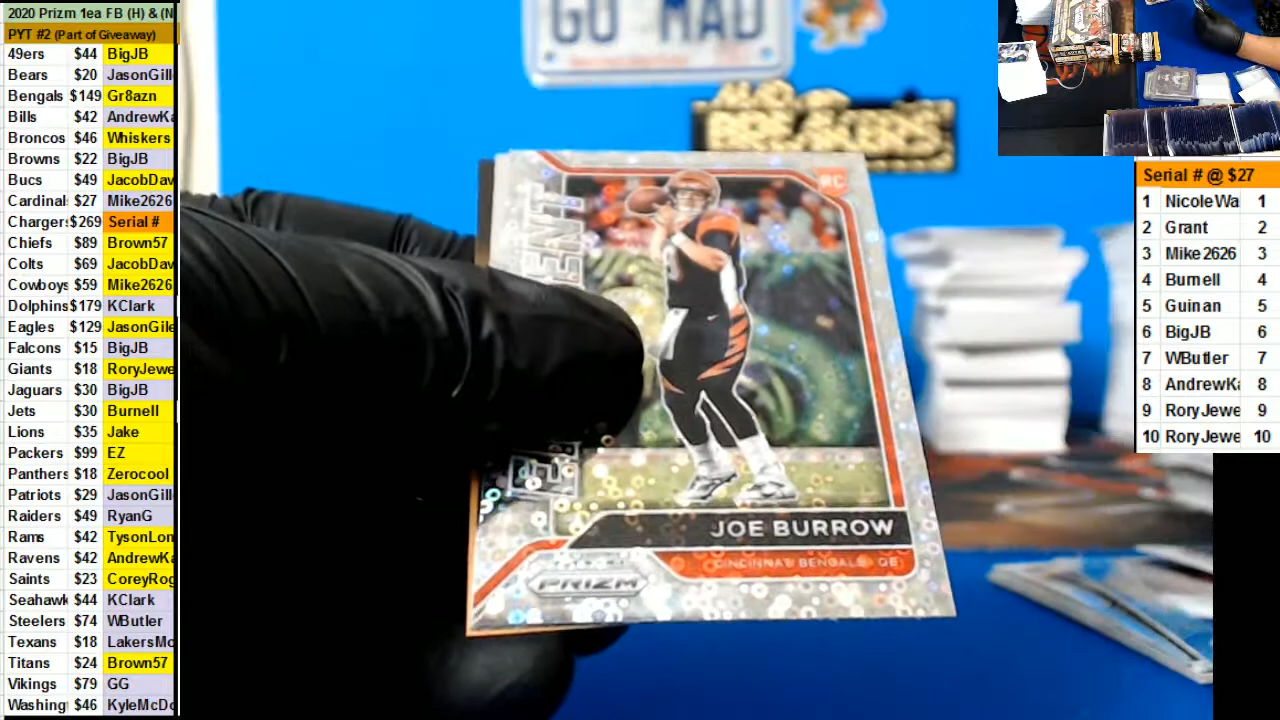 2020 Prizm 1ea FB (H) & (N
PYT #2 (Part of Giveaway)
49ers $44 BigJB
Bears $20 JasonGill
Bengals $149 Gr8azn
Bills $42 AndrewKa
Broncos $46 Whiskers
Browns $22 BigJB
Bucs $49 JacobDav
Cardinal $27 Mike2626
Charger $269 Serial #
Chiefs $89 Brown57
Colts $69 JacobDav
Cowboys $59 Mike2626
Dolphins $179 KClark
Eagles $129 JasonGile
Falcons $15 BigJB
Giants $18 RoryJewe
Jaguars $30 BigJB
Jets $30 Burnell
Lions $35 Jake
Packers $99 EZ
Panthers $18 Zerocool
Patriots $29 JasonGill
Raiders $49 RyanG
Rams $42 TysonLon
Ravens $42 AndrewKa
Saints $23 CoreyRog
Seahawk $44 KClark
Steelers $74 WButler
Texans $18 LakersMc
Titans $24 Brown57
Vikings $79 GG
Washing $46 KyleMcDo
GO MAD
BREAKERS
RC
JOE BURROW
CINCINNATI BENGALS QB
PRIZM
Serial # @ $27
1 NicoleWa 1
2 Grant 2
3 Mike2626 3
4 Burnell 4
5 Guinan 5
6 BigJB 6
7 WButler 7
8 AndrewKa 8
9 RoryJewe 9
10 RoryJewe 10